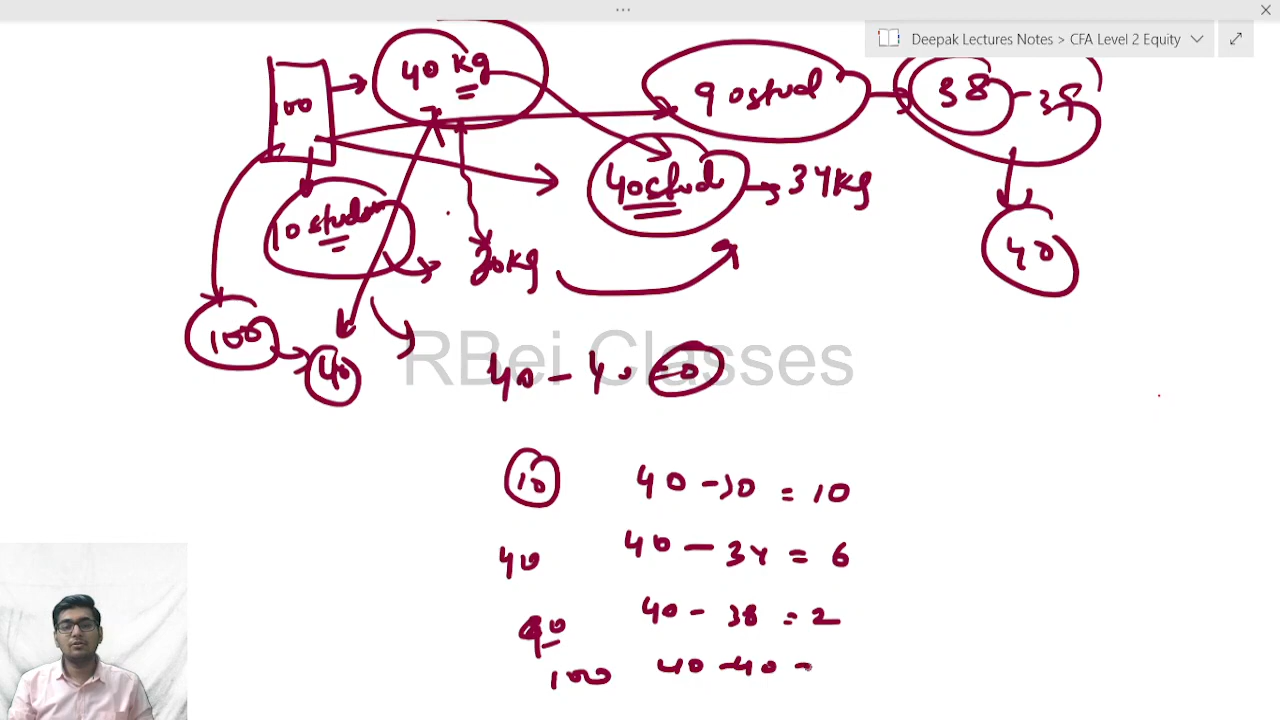 Deepak Lectures Notes > CFA Level 2 Equity
100
40 kg
90 stud
38 - 38
40 stud
34 kg
10 studen
30 kg
40
100
40
RBei Classes
40 - 40 = 0
10 40 - 30 = 10
40 40 - 34 = 6
90 40 - 38 = 2
100 40 - 40 =